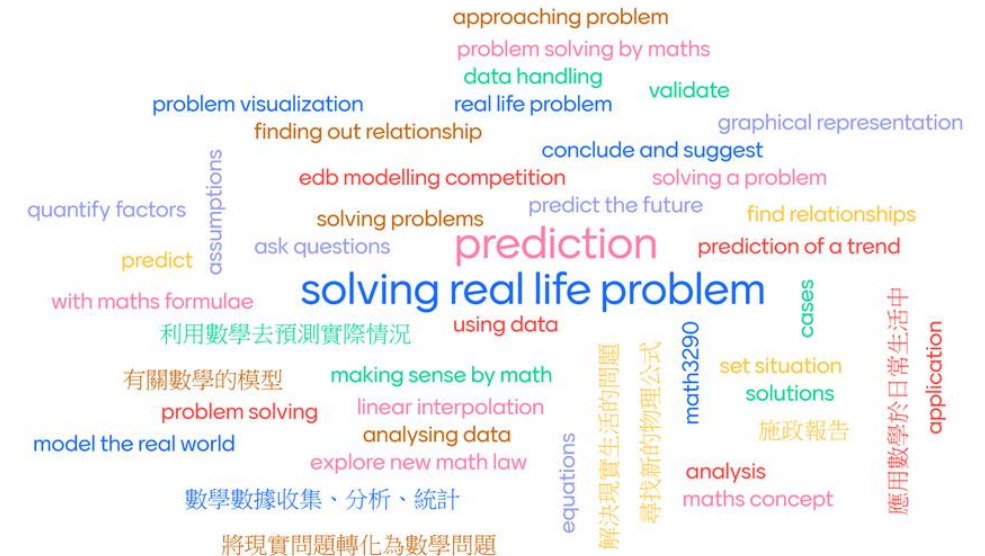 approaching problem
problem solving by maths
data handling
validate
problem visualization
real life problem
graphical representation
finding out relationship
conclude and suggest
assumptions
edb modelling competition
solving a problem
quantify factors
predict the future
solving problems
find relationships
ask questions
prediction
prediction of a trend
predict
solving real life problem
with maths formulae
cases
using data
利用數學去預測實際情況
math3290
應用數學於日常生活中
application
解決現實生活的問題
尋找新的物理公式
set situation
有關數學的模型
making sense by math
solutions
problem solving
linear interpolation
施政報告
analysing data
model the real world
explore new math law
equations
analysis
數學數據收集、分析、統計
maths concept
將現實問題轉化為數學問題